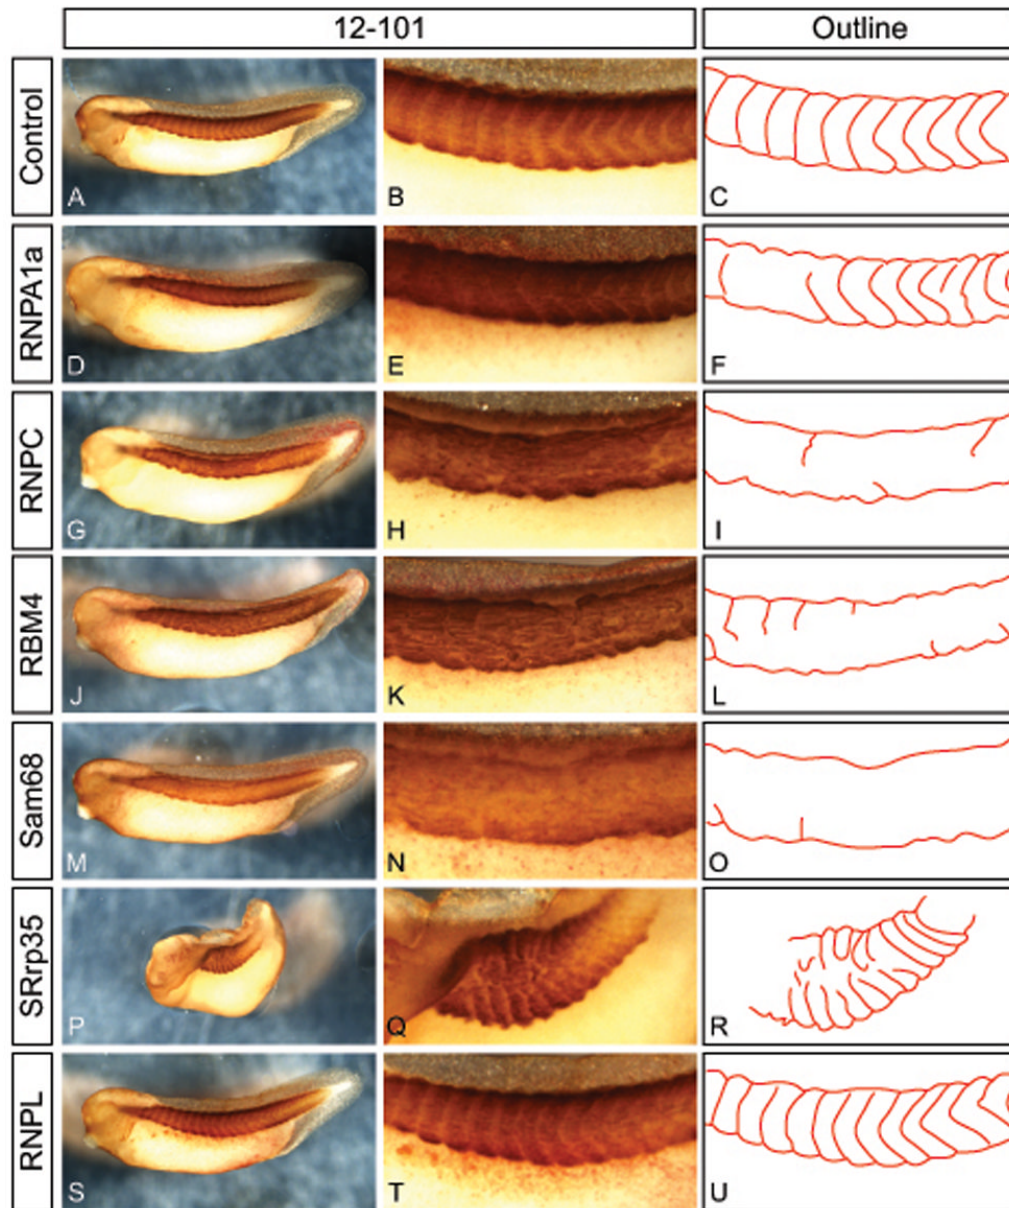 12-101 Outline
Control A B C
RNPA1a D E F
RNPC G H I
RBM4 J K L
Sam68 M N O
SRrp35 P Q R
RNPL S T U